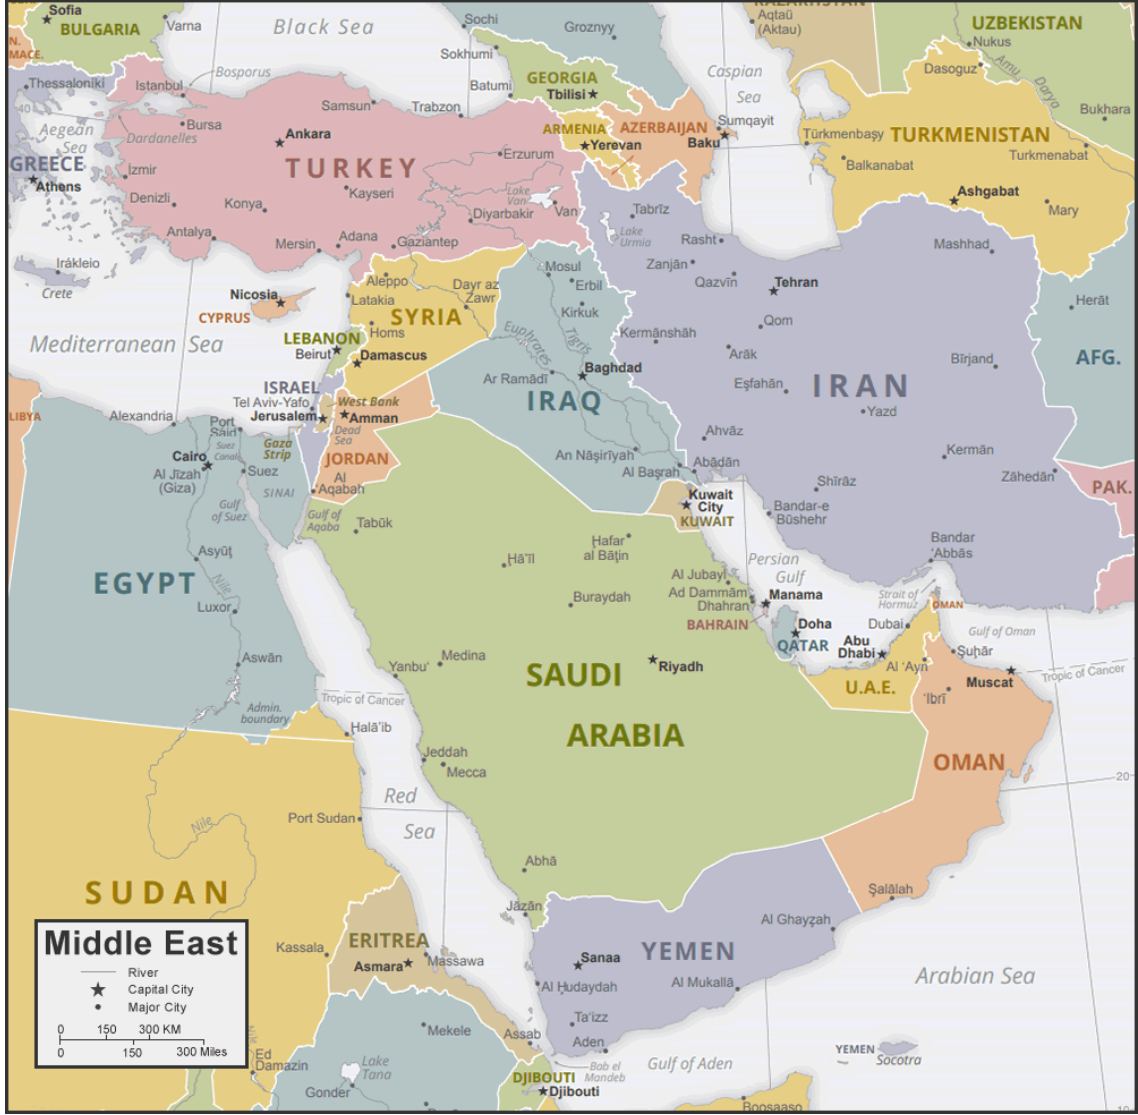 Sofia
BULGARIA
Varna
Black Sea
Sochi
Groznyy
KAZAKHSTAN
Aqtaū
(Aktau)
UZBEKISTAN
Nukus
N.
MACE.
Thessaloníki
Istanbul
Bosporus
Sokhumi
GEORGIA
Tbilisi
Batumi
Caspian
Sea
Dasoguz
Amu
Darya
Bukhara
40
Aegean
Sea
Dardanelles
Bursa
Samsun
Trabzon
Ankara
ARMENIA
Yerevan
AZERBAIJAN
Baku
Sumqayit
Türkmenbaşy
TURKMENISTAN
Turkmenabat
Balkanabat
GREECE
Athens
Izmir
TURKEY
Erzurum
Denizli
Konya
Kayseri
Lake
Van
Van
Diyarbakir
Tabrīz
Lake
Urmia
Ashgabat
Mary
Antalya
Mersin
Adana
Gaziantep
Rasht
Mashhad
Irákleio
Crete
Aleppo
Dayr az
Zawr
Mosul
Erbil
Kirkuk
Zanjān
Qazvīn
Tehran
Herāt
Nicosia
CYPRUS
Latakia
SYRIA
Homs
Qom
Mediterranean Sea
LEBANON
Beirut
Damascus
Euphrates
Tigris
Kermānshāh
Arāk
Bīrjand
AFG.
ISRAEL
Tel Aviv-Yafo
Jerusalem
West Bank
Amman
Dead
Sea
Ar Ramādī
Baghdad
IRAQ
Eşfahān
IRAN
Yazd
LIBYA
Alexandria
Port
Said
Suez
Canal
Gaza
Strip
JORDAN
Cairo
Al Jīzah
(Giza)
Suez
SINAI
Al
Aqabah
An Nāşirīyah
Al Başrah
Ahvāz
Ābādān
Kermān
Zāhedān
Shīrāz
PAK.
Gulf
of Suez
Gulf of
Aqaba
Tabūk
Kuwait
City
KUWAIT
Bandar-e
Būshehr
Asyūţ
Hafar
al Bāţin
Ḩā'īl
Bandar
'Abbās
EGYPT
Nile
Luxor
Buraydah
Al Jubayl
Ad Dammām
Dhahran
Persian
Gulf
Manama
BAHRAIN
Strait of
Hormuz
OMAN
Doha
QATAR
Dubai
Abu
Dhabi
Gulf of Oman
Şuḩār
Aswān
Yanbu'
Medina
SAUDI
ARABIA
Riyadh
Al 'Ayn
U.A.E.
'Ibrī
Muscat
Tropic of Cancer
Admin.
boundary
Tropic of Cancer
Ḩalā'ib
Jeddah
Mecca
OMAN
20
Red
Sea
Port Sudan
Nile
Abhā
Jāzān
Şalālah
SUDAN
Al Ghayz̧ah
Middle East
River
Capital City
Major City
0 150 300 KM
0 150 300 Miles
Kassala
ERITREA
Asmara
Massawa
Sanaa
YEMEN
Al Ḩudaydah
Al Mukallā
Arabian Sea
Mekele
Assab
Ta'izz
Aden
Ed
Damazin
Lake
Tana
Gonder
Bab el
Mandeb
Gulf of Aden
YEMEN
Socotra
DJIBOUTI
Djibouti
Boosaaso